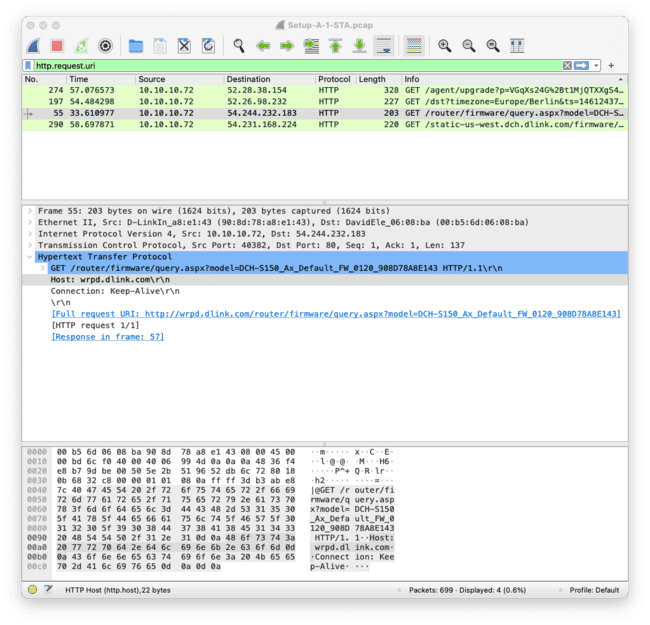 Setup-A-1-STA.pcap
http.request.uri
No. Time Source Destination Protocol Length Info
274 57.076573 10.10.10.72 52.28.38.154 HTTP 328 GET /agent/upgrade?p=VGqXs24G%2Bt1MjQTXXgS4…
197 54.484298 10.10.10.72 52.26.98.232 HTTP 227 GET /dst?timezone=Europe/Berlin&ts=14612437…
55 33.610977 10.10.10.72 54.244.232.183 HTTP 203 GET /router/firmware/query.aspx?model=DCH-S…
290 58.697871 10.10.10.72 54.231.168.224 HTTP 220 GET /static-us-west.dch.dlink.com/firmware/…
Frame 55: 203 bytes on wire (1624 bits), 203 bytes captured (1624 bits)
Ethernet II, Src: D-LinkIn_a8:e1:43 (90:8d:78:a8:e1:43), Dst: DavidEle_06:08:ba (00:b5:6d:06:08:ba)
Internet Protocol Version 4, Src: 10.10.10.72, Dst: 54.244.232.183
Transmission Control Protocol, Src Port: 40382, Dst Port: 80, Seq: 1, Ack: 1, Len: 137
Hypertext Transfer Protocol
GET /router/firmware/query.aspx?model=DCH-S150_Ax_Default_FW_0120_908D78A8E143 HTTP/1.1\r\n
Host: wrpd.dlink.com\r\n
Connection: Keep-Alive\r\n
\r\n
[Full request URI: http://wrpd.dlink.com/router/firmware/query.aspx?model=DCH-S150_Ax_Default_FW_0120_908D78A8E143]
[HTTP request 1/1]
[Response in frame: 57]
0000 00 b5 6d 06 08 ba 90 8d 78 a8 e1 43 08 00 45 00 ··m····· x··C··E·
0010 00 bd 6c f0 40 00 40 06 99 4d 0a 0a 0a 48 36 f4 ··l·@·@· ·M···H6·
0020 e8 b7 9d be 00 50 5e 2b 51 96 52 db 6c 72 80 18 ·····P^+ Q·R·lr··
0030 0b 68 32 c8 00 00 01 01 08 0a ff ff 3d b3 ab e8 ·h2····· ····=···
0040 7c 40 47 45 54 20 2f 72 6f 75 74 65 72 2f 66 69 |@GET /r outer/fi
0050 72 6d 77 61 72 65 2f 71 75 65 72 79 2e 61 73 70 rmware/q uery.asp
0060 78 3f 6d 6f 64 65 6c 3d 44 43 48 2d 53 31 35 30 x?model= DCH-S150
0070 5f 41 78 5f 44 65 66 61 75 6c 74 5f 46 57 5f 30 _Ax_Defa ult_FW_0
0080 31 32 30 5f 39 30 38 44 37 38 41 38 45 31 34 33 120_908D 78A8E143
0090 20 48 54 54 50 2f 31 2e 31 0d 0a 48 6f 73 74 3a HTTP/1. 1··Host:
00a0 20 77 72 70 64 2e 64 6c 69 6e 6b 2e 63 6f 6d 0d wrpd.dl ink.com·
00b0 0a 43 6f 6e 6e 65 63 74 69 6f 6e 3a 20 4b 65 65 ·Connect ion: Kee
00c0 70 2d 41 6c 69 76 65 0d 0a 0d 0a p-Alive· ···
HTTP Host (http.host), 22 bytes Packets: 699 · Displayed: 4 (0.6%) Profile: Default